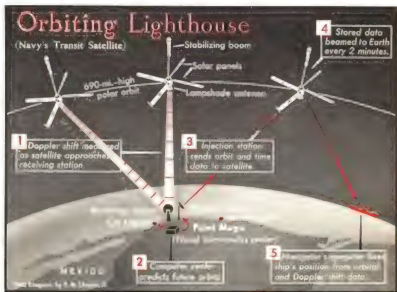 Orbiting Lighthouse
(Navy's Transit Satellite)
Stabilizing boom
Solar panels
Lampshade antenna
690-mi.-high
polar orbit
4 Stored data
beamed to Earth
every 2 minutes.
1 Doppler shift measured
as satellite approaches
receiving station
3 Injection station
sends orbit and time
data to satellite.
Point Mugu
MEXICO
2 Computer center
predicts future orbits
5 Navigator's computer fixes
ship's position from orbital
and Doppler shift data.